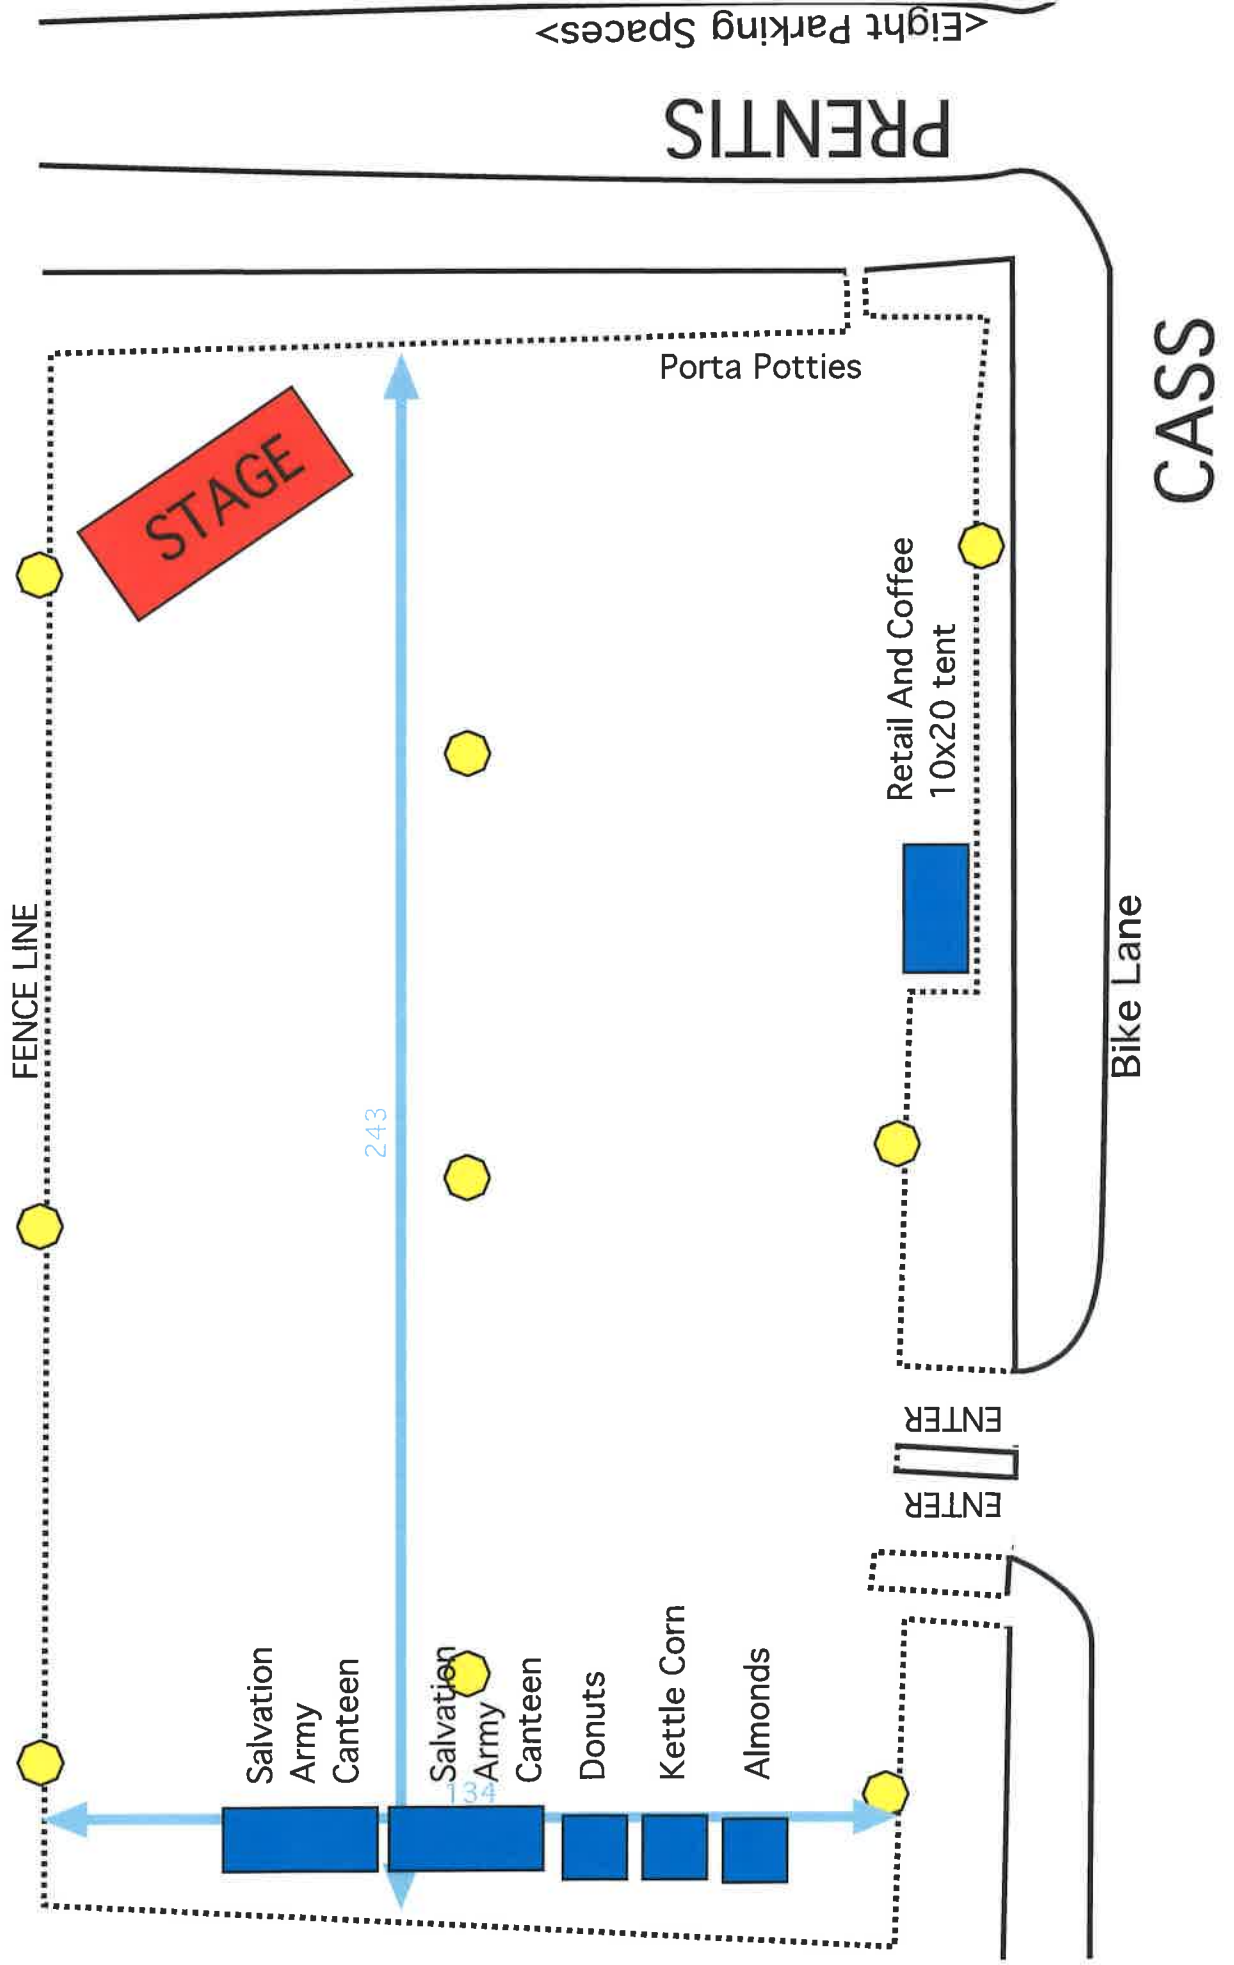 <Eight Parking Spaces>
PRENTIS
Porta Potties
STAGE
CASS
FENCE LINE
Retail And Coffee
10x20 tent
243
Bike Lane
ENTER
ENTER
Salvation
Army
Canteen
Salvation
Army
Canteen
Donuts
Kettle Corn
Almonds
134